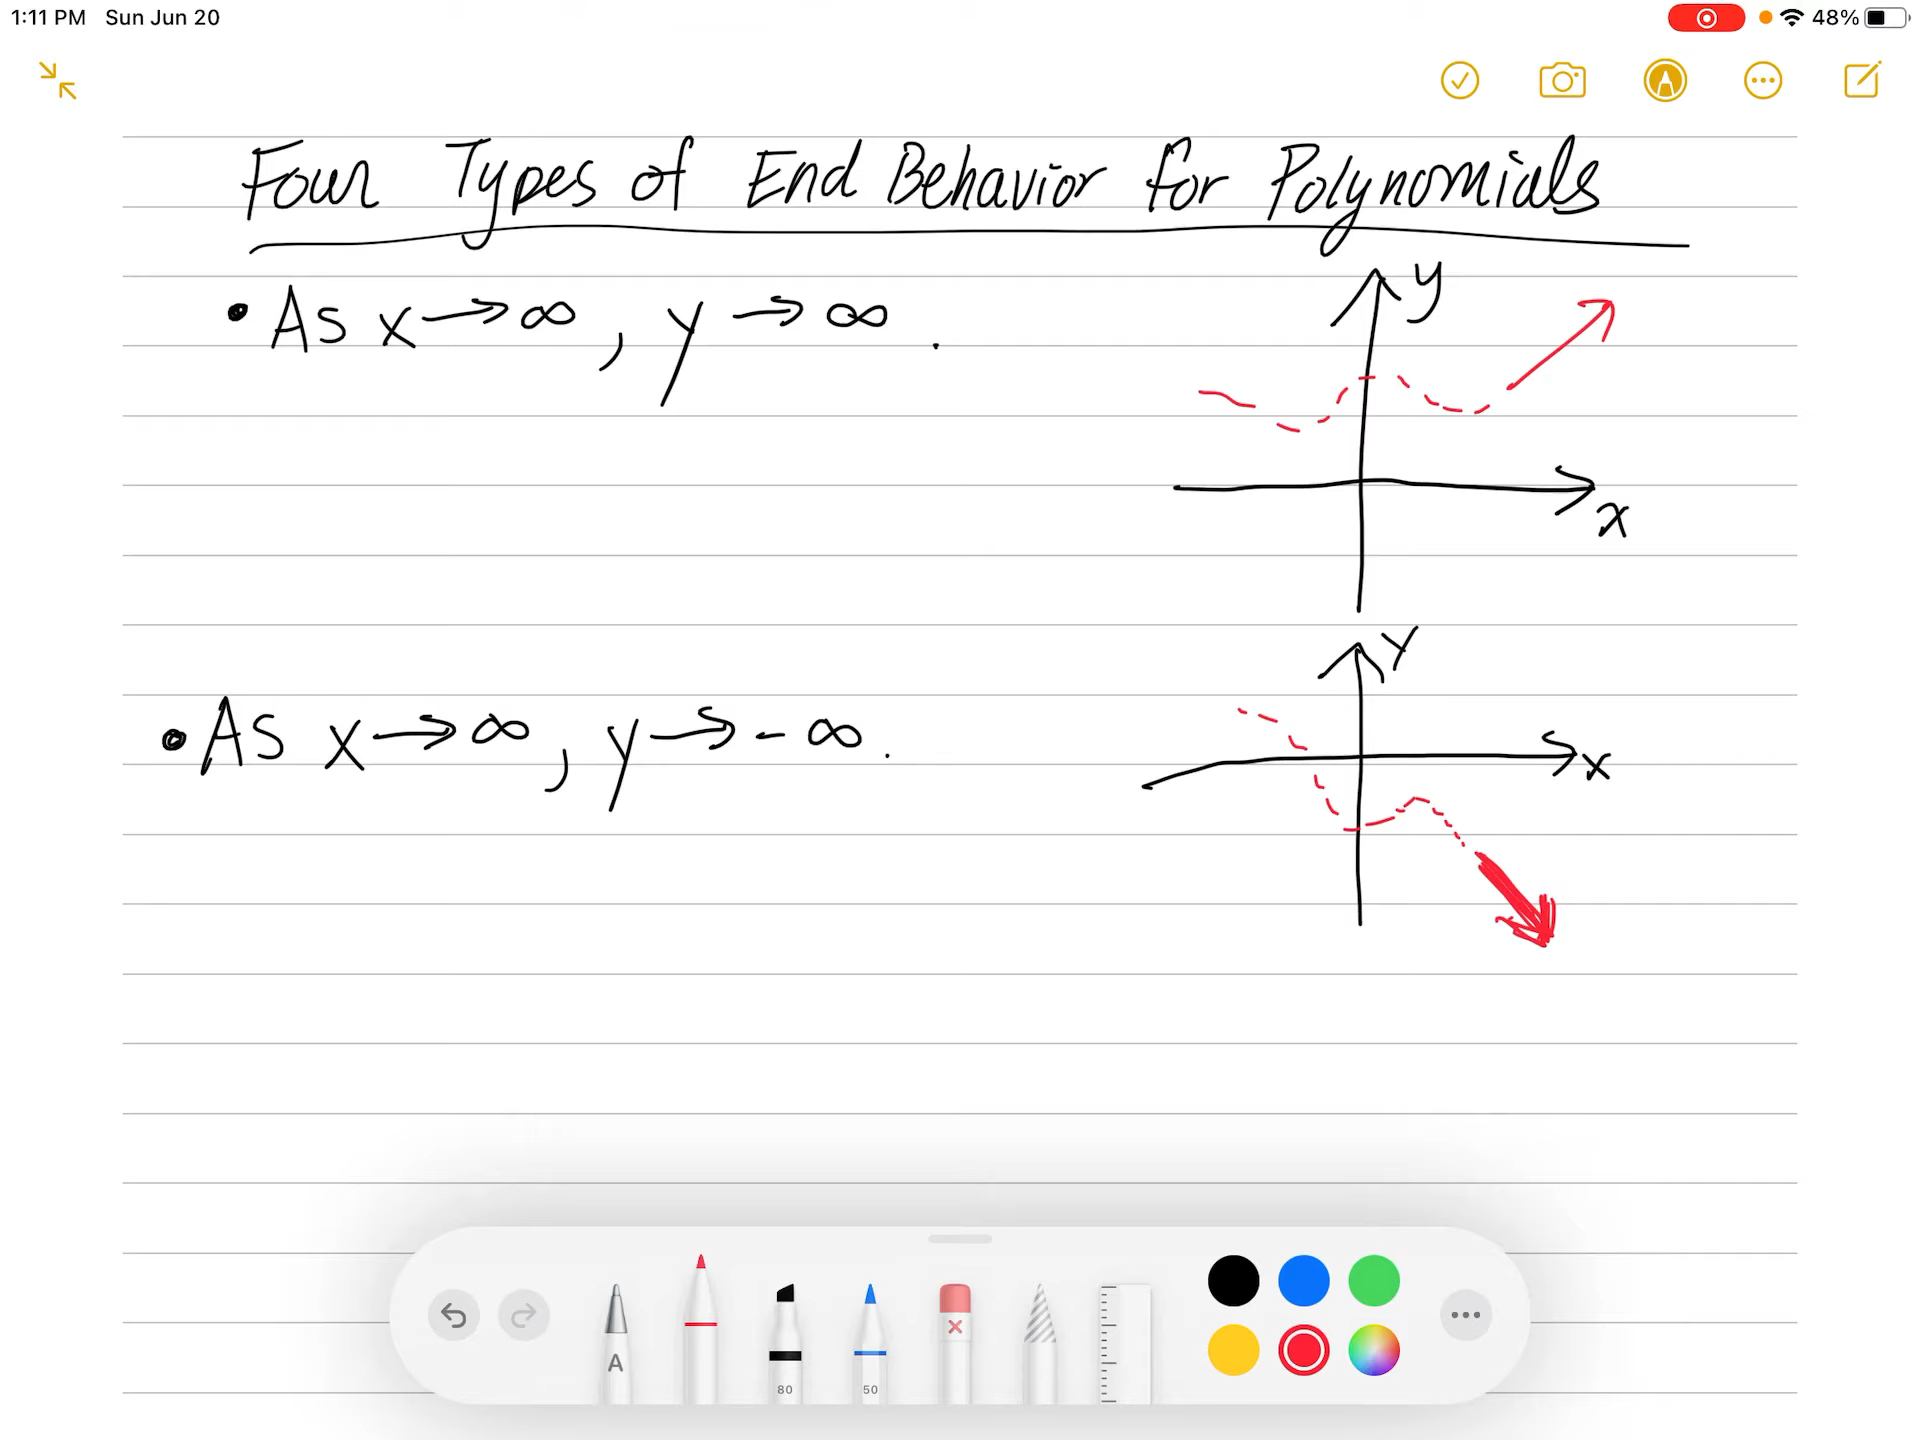 1:11 PM Sun Jun 20
48%
Four Types of End Behavior for Polynomials
• As x → ∞, y → ∞.
y
x
• As x → ∞, y → - ∞.
y
x
A
80
50